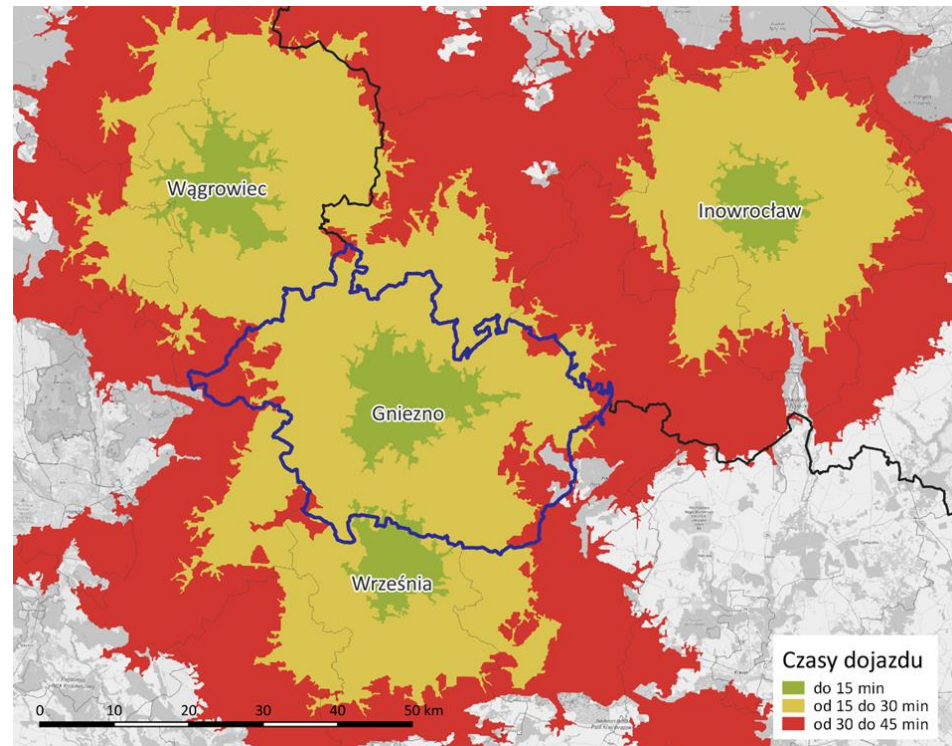 Wągrowiec
Inowrocław
Gniezno
Września
Czasy dojazdu
do 15 min
od 15 do 30 min
od 30 do 45 min
0 10 20 30 40 50 km